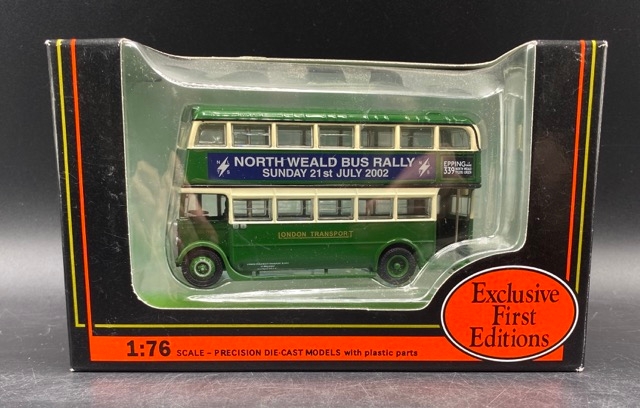 NORTH WEALD BUS RALLY
SUNDAY 21st JULY 2002
N
S
N
S
EPPING
339
LONDON TRANSPORT
Exclusive
First
Editions
1:76 SCALE – PRECISION DIE-CAST MODELS with plastic parts